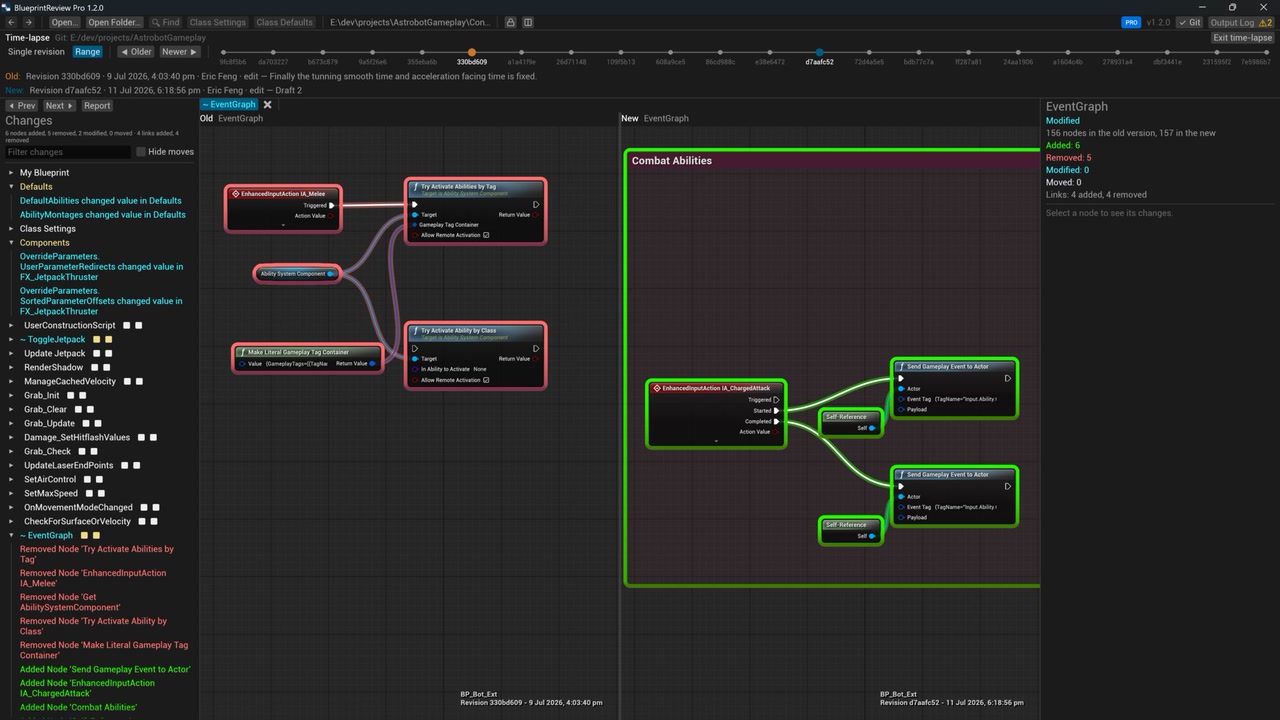 BlueprintReview Pro 1.2.0
Open... Open Folder... Find Class Settings Class Defaults E:\dev/projects/AstrobotGameplay/Con... PRO v1.2.0 Git Output Log 2
Time-lapse Git: E:/dev/projects/AstrobotGameplay Exit time-lapse
Single revision Range Older Newer
9fc8f5b6 da703227 b673c879 9a5f26e6 355eba6b 330bd609 a1a41f9e 26d71148 109f5b13 608a9ce5 86cd988c e38e6472 d7aafc52 72d4a5e5 bdb77c7a ff287a81 24aa1906 a1604c4b 278931a4 dbf3441e 231595f2 7e5986b7
Old: Revision 330bd609 · 9 Jul 2026, 4:03:40 pm · Eric Feng · edit — Finally the tunning smooth time and acceleration facing time is fixed.
New: Revision d7aafc52 · 11 Jul 2026, 6:18:56 pm · Eric Feng · edit — Draft 2
Prev Next Report
Changes
6 nodes added, 5 removed, 2 modified, 0 moved · 4 links added, 4
removed
Filter changes Hide moves
My Blueprint
Defaults
DefaultAbilities changed value in Defaults
AbilityMontages changed value in Defaults
Class Settings
Components
OverrideParameters.
UserParameterRedirects changed value in
FX_JetpackThruster
OverrideParameters.
SortedParameterOffsets changed value in
FX_JetpackThruster
UserConstructionScript
~ ToggleJetpack
Update Jetpack
RenderShadow
ManageCachedVelocity
Grab_Init
Grab_Clear
Grab_Update
Damage_SetHitflashValues
Grab_Check
UpdateLaserEndPoints
SetAirControl
SetMaxSpeed
OnMovementModeChanged
CheckForSurfaceOrVelocity
~ EventGraph
Removed Node 'Try Activate Abilities by
Tag'
Removed Node 'EnhancedInputAction
IA_Melee'
Removed Node 'Get
AbilitySystemComponent'
Removed Node 'Try Activate Ability by
Class'
Removed Node 'Make Literal Gameplay Tag
Container'
Added Node 'Send Gameplay Event to Actor'
Added Node 'EnhancedInputAction
IA_ChargedAttack'
Added Node 'Combat Abilities'
~ EventGraph
Old EventGraph
EnhancedInputAction IA_Melee
Triggered
Action Value
Try Activate Abilities by Tag
Target is Ability System Component
Target Return Value
Gameplay Tag Container
Allow Remote Activation
Ability System Component
Make Literal Gameplay Tag Container
Value (GameplayTags=((TagNa Return Value
Try Activate Ability by Class
Target is Ability System Component
Target Return Value
In Ability to Activate None
Allow Remote Activation
BP_Bot_Ext
Revision 330bd609 - 9 Jul 2026, 4:03:40 pm
New EventGraph
Combat Abilities
EnhancedInputAction IA_ChargedAttack
Triggered
Started
Completed
Action Value
Send Gameplay Event to Actor
Actor
Event Tag (TagName="Input.Ability.
Payload
Self-Reference
Self
Send Gameplay Event to Actor
Actor
Event Tag (TagName="Input.Ability.
Payload
Self-Reference
Self
BP_Bot_Ext
Revision d7aafc52 - 11 Jul 2026, 6:18:56 pm
EventGraph
Modified
156 nodes in the old version, 157 in the new
Added: 6
Removed: 5
Modified: 0
Moved: 0
Links: 4 added, 4 removed
Select a node to see its changes.